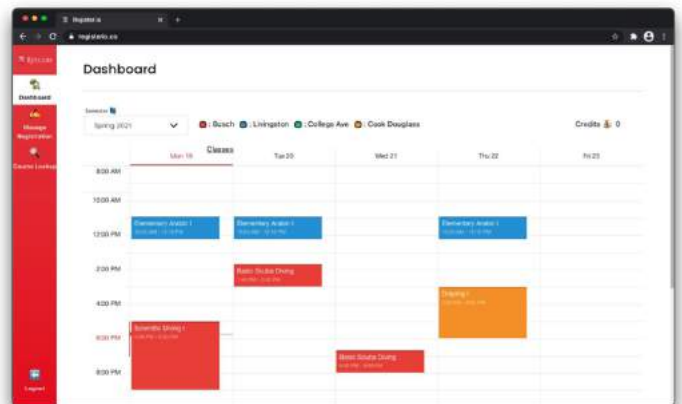 Registerio
registerio.co
Dashboard
Dashboard
Manage
Registration
Course Lookup
Logout
Semester
Spring 2021
: Busch : Livingston : College Ave : Cook Douglass
Credits 0
Classes
Mon 19 Tue 20 Wed 21 Thu 22 Fri 23
8:00 AM
10:00 AM
Elementary Arabic I Elementary Arabic I Elementary Arabic I
12:00 PM
2:00 PM
Basic Scuba Diving
4:00 PM
Draping I
Scientific Diving I
6:00 PM
Basic Scuba Diving
8:00 PM